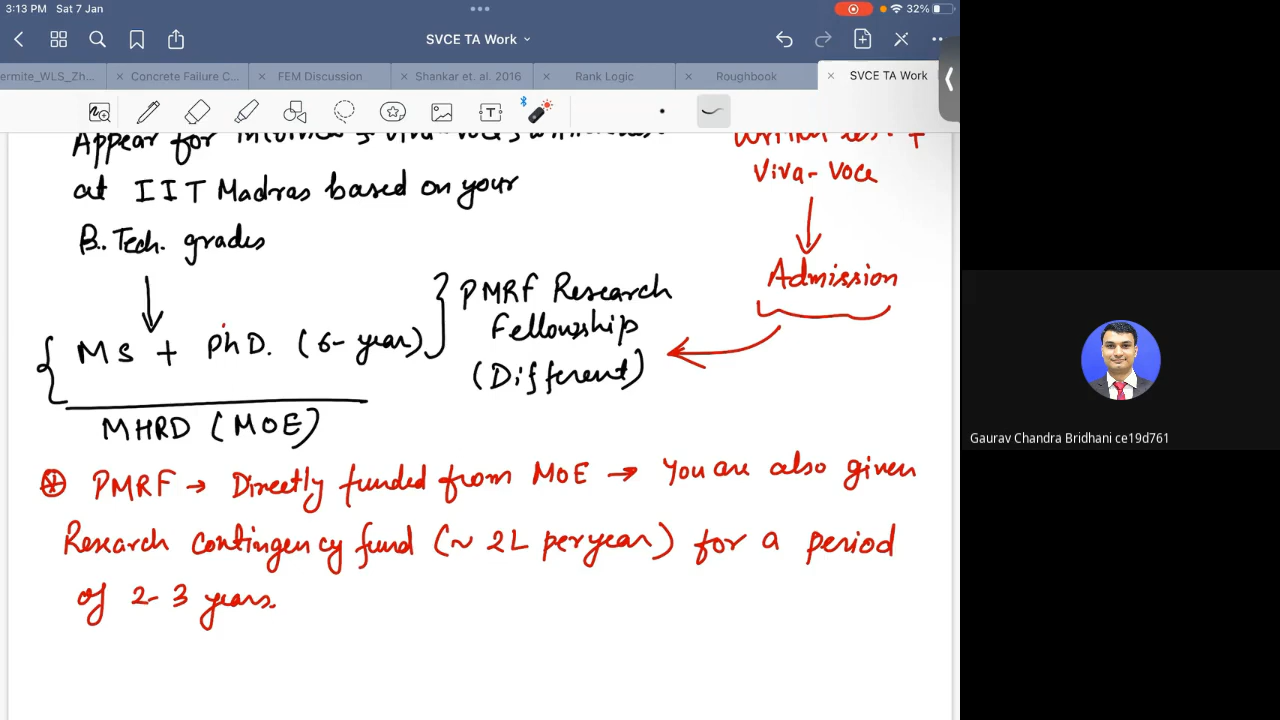 3:13 PM Sat 7 Jan
32%
SVCE TA Work
ermite_WLS_Zh...
Concrete Failure C...
FEM Discussion
Shankar et. al. 2016
Rank Logic
Roughbook
SVCE TA Work
Appear for
at IIT Madras based on your
B. Tech. grades
MS + PhD. (6-year)
MHRD (MOE)
PMRF Research
Fellowship
(Different)
Written test +
Viva-Voce
Admission
PMRF → Directly funded from MoE → You are also given
Research contingency fund (~ 2L per year) for a period
of 2-3 years.
Gaurav Chandra Bridhani ce19d761